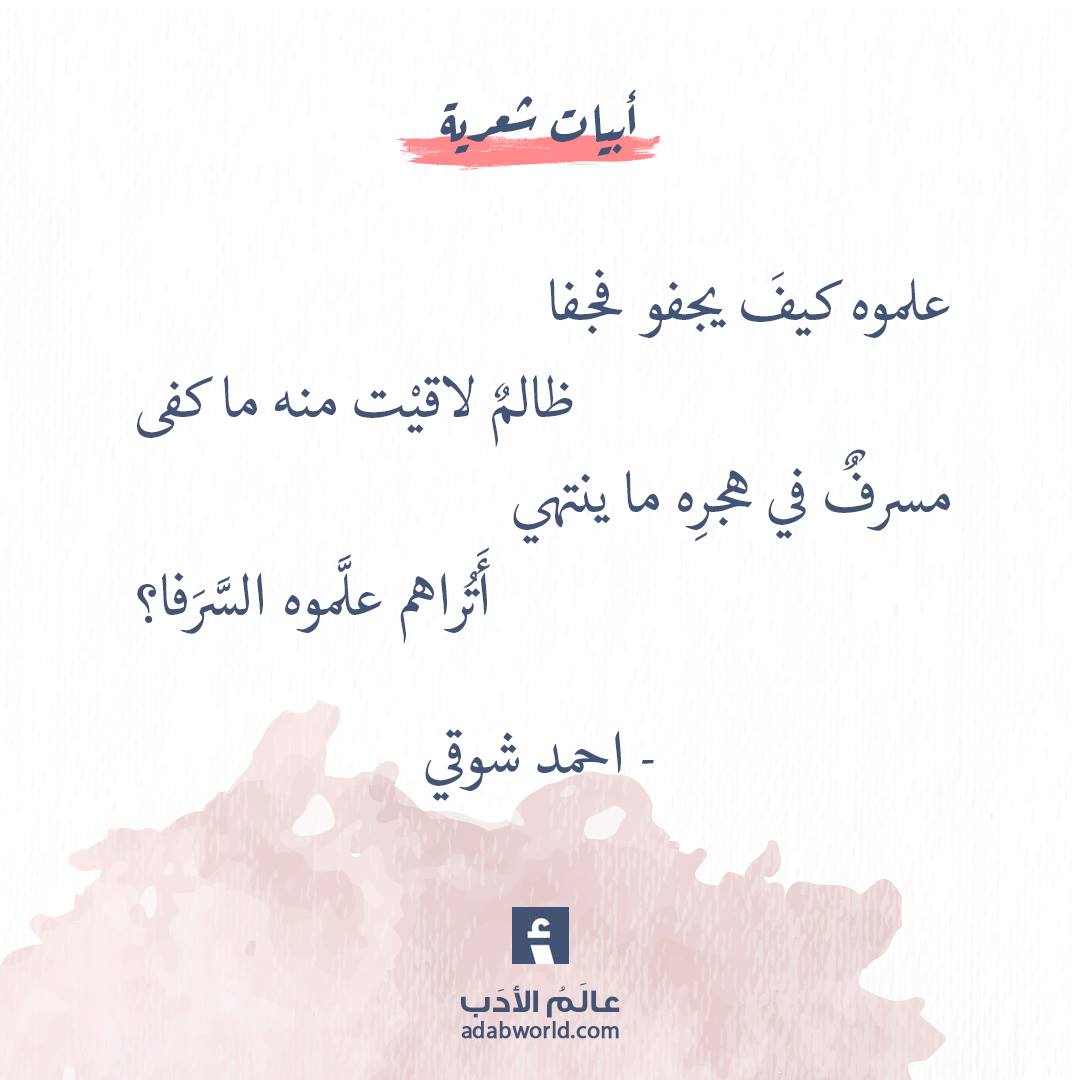 أبيات شعرية
علموه كيفَ يجفو فجفا
ظالمٌ لاقيْت منه ما كفى
مسرفٌ في هجرِه ما ينتهي
أَتُراهم علَّموه السَّرَفا؟
- احمد شوقي
أ
عالَمُ الأدَب
adabworld.com